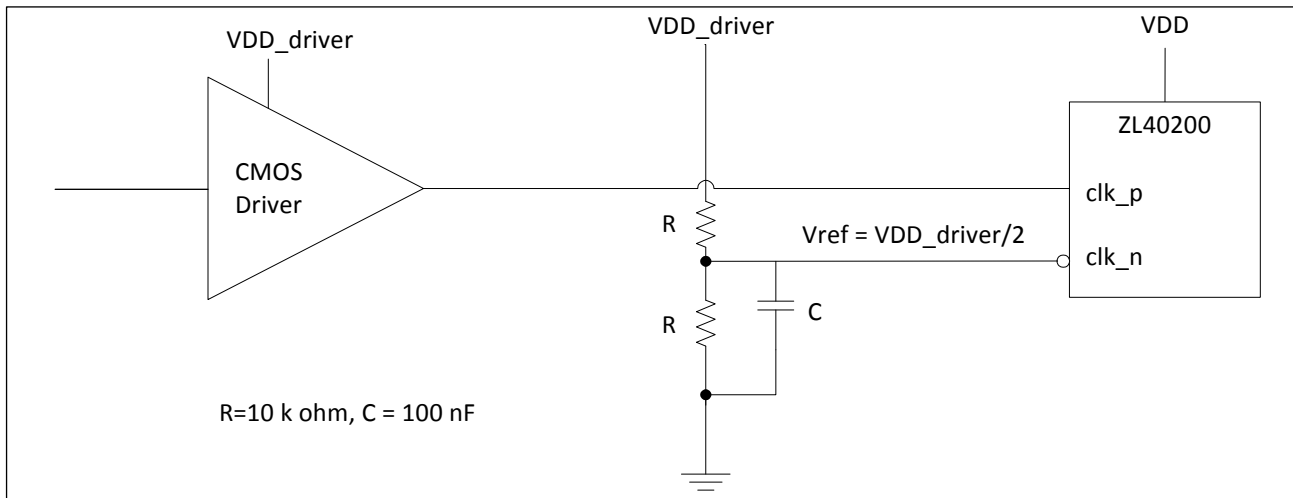 VDD_driver
VDD_driver
VDD
ZL40200
CMOS
Driver
clk_p
R
Vref = VDD_driver/2
clk_n
R
C
R=10 k ohm, C = 100 nF